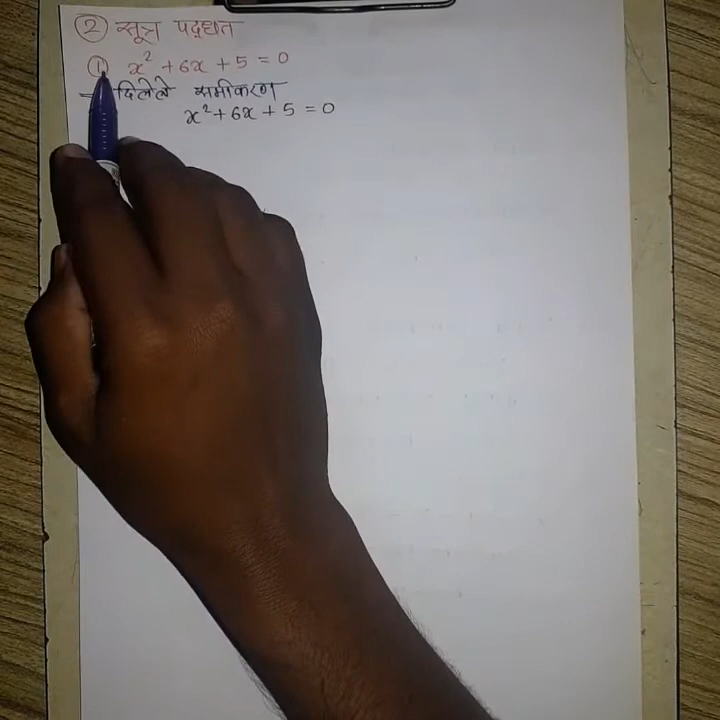 ② सूत्र पद्धत
① x² + 6x + 5 = 0
→ दिलेले समीकरण
x² + 6x + 5 = 0